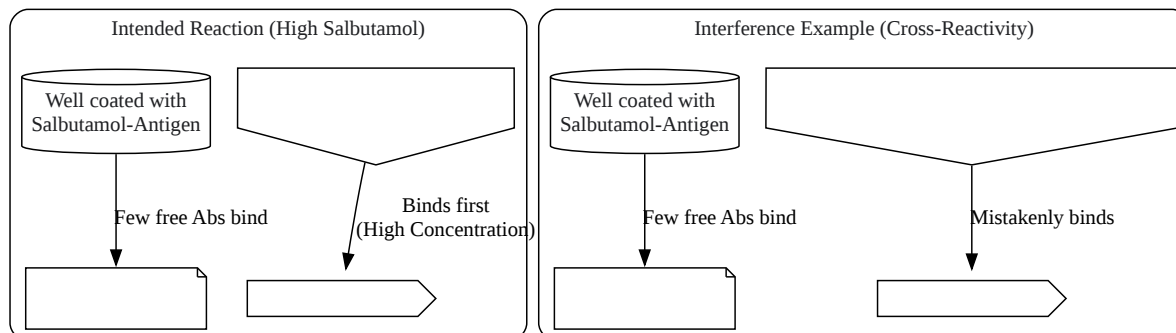 Intended Reaction (High Salbutamol)
Well coated with
Salbutamol-Antigen
Few free Abs bind
Binds first
(High Concentration)
Interference Example (Cross-Reactivity)
Well coated with
Salbutamol-Antigen
Few free Abs bind
Mistakenly binds